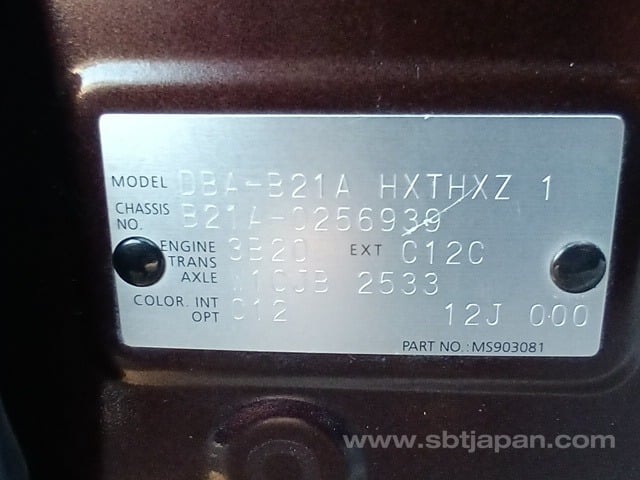 MODEL DBA-B21A HXTHXZ 1
CHASSIS NO. B21A-0256939
ENGINE 3B20 EXT C12C
TRANS AXLE 2533
COLOR. INT OPT C12 12J 000
PART NO.: MS903081
www.sbtjapan.com